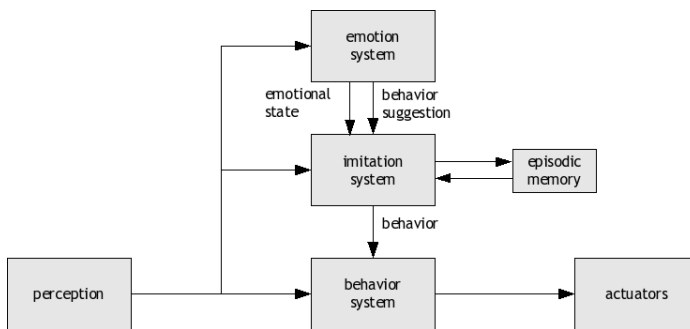 emotion
system
emotional
state
behavior
suggestion
imitation
system
episodic
memory
behavior
perception
behavior
system
actuators